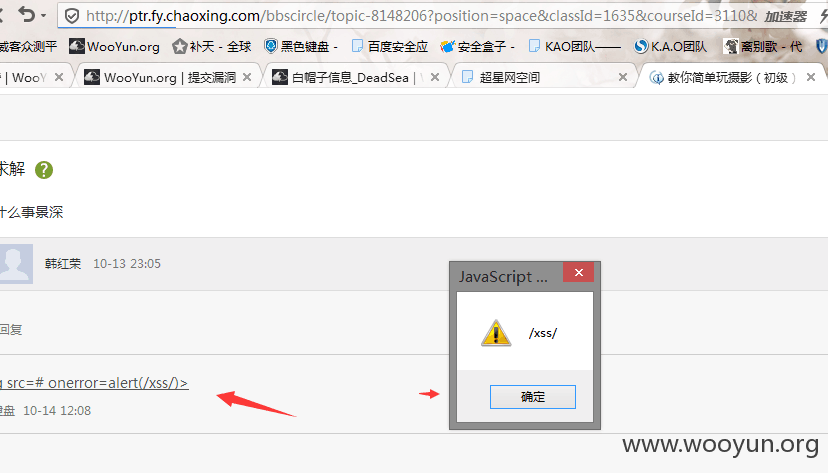 http://ptr.fy.chaoxing.com/bbscircle/topic-8148206?position=space&classId=1635&courseId=3110& 加速器
威客众测平 WooYun.org 补天 - 全球 黑色键盘 - 百度安全应 安全盒子 - KAO团队—— K.A.O团队 离别歌 - 代
WooY WooYun.org | 提交漏洞 白帽子信息_DeadSea | 超星网空间 教你简单玩摄影（初级）
求解 ?
什么事景深
韩红荣 10-13 23:05
JavaScript ...
/xss/
回复
确定
g src=# onerror=alert(/xss/)>
键盘 10-14 12:08
www.wooyun.org